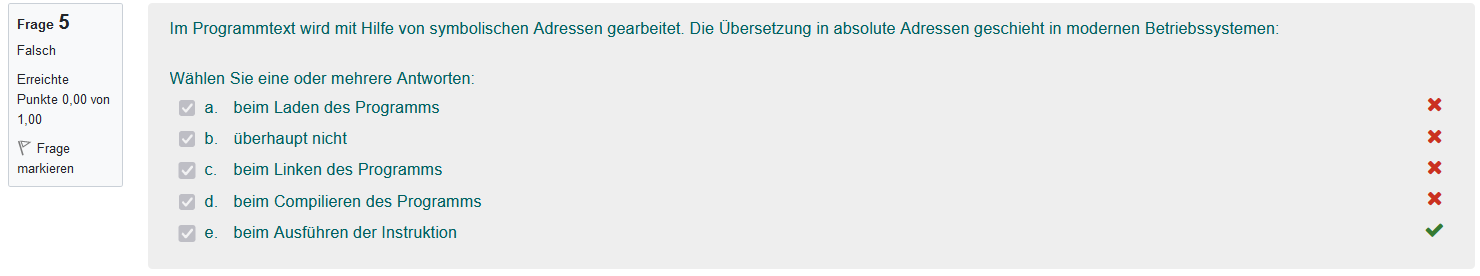 Frage 5
Falsch
Erreichte
Punkte 0,00 von
1,00
Frage
markieren
Im Programmtext wird mit Hilfe von symbolischen Adressen gearbeitet. Die Übersetzung in absolute Adressen geschieht in modernen Betriebssystemen:
Wählen Sie eine oder mehrere Antworten:
a. beim Laden des Programms
b. überhaupt nicht
c. beim Linken des Programms
d. beim Compilieren des Programms
e. beim Ausführen der Instruktion